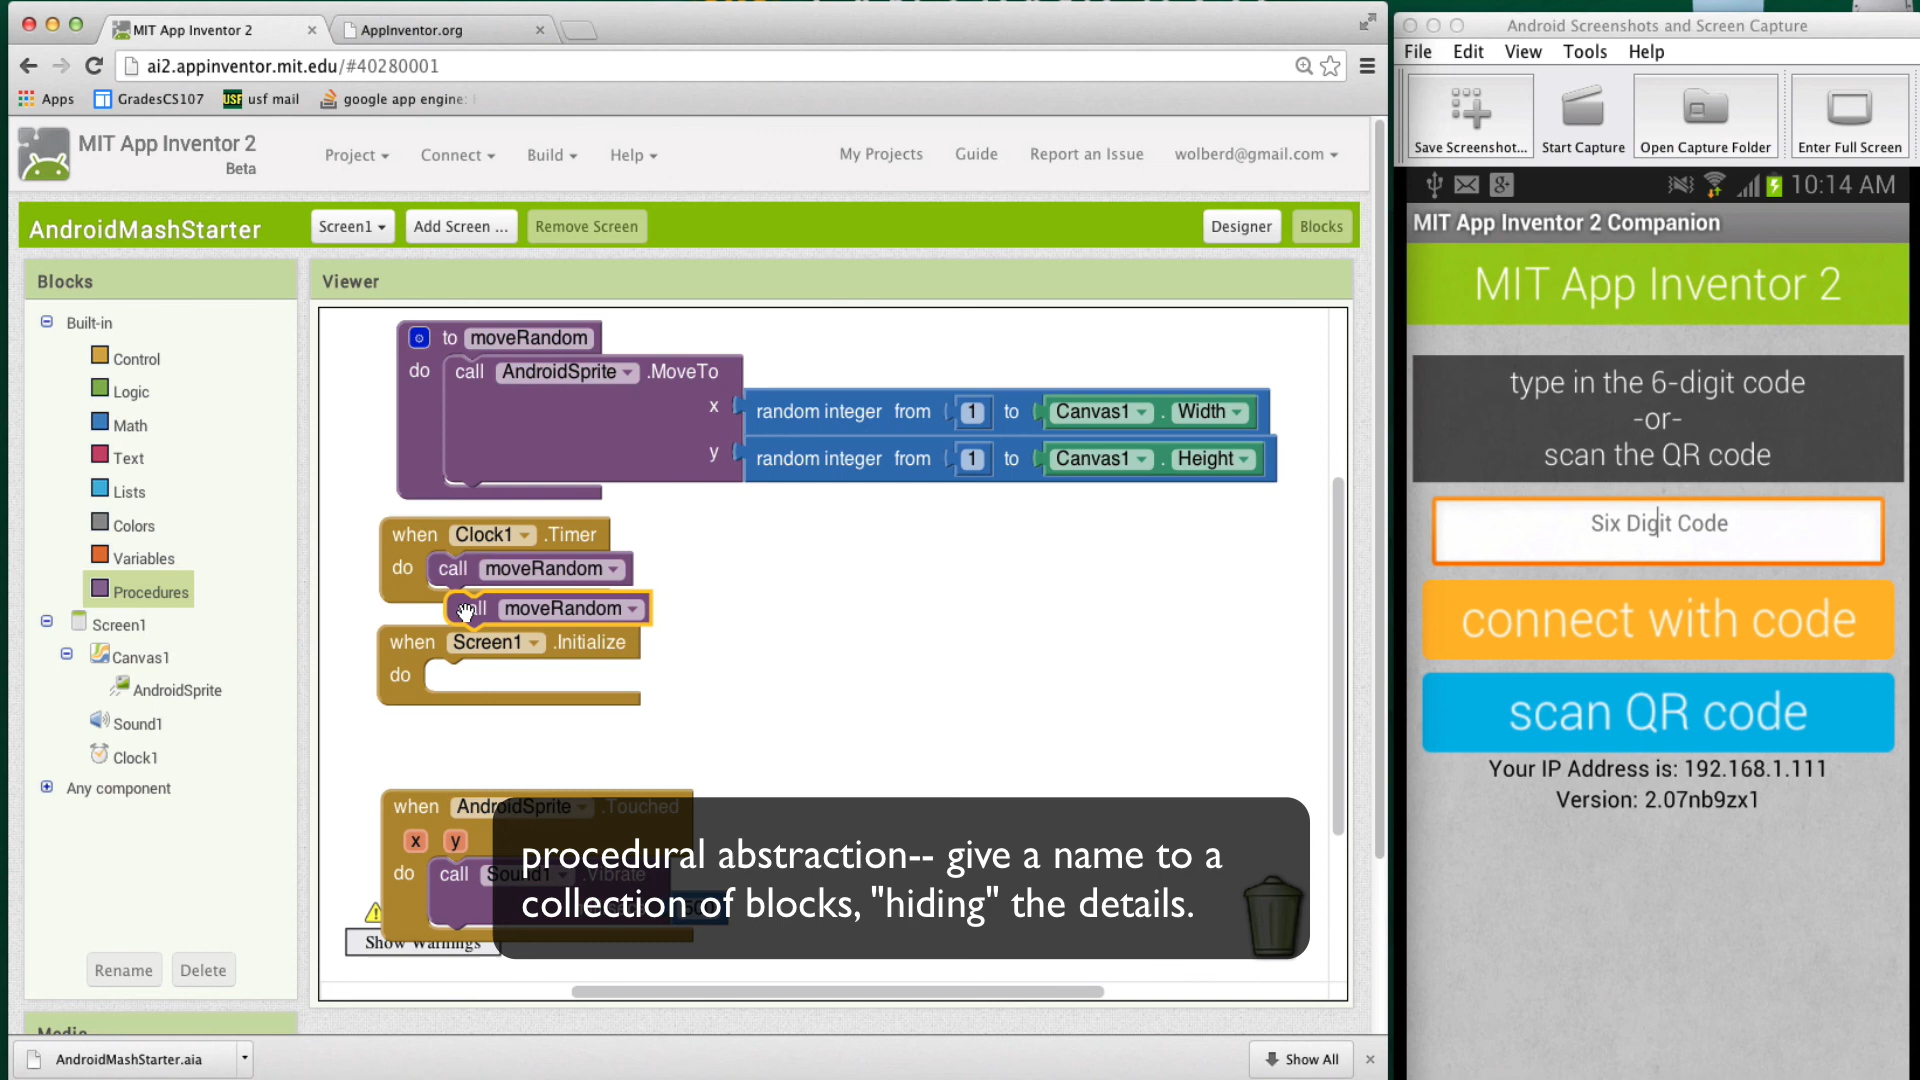 MIT App Inventor 2
AppInventor.org
ai2.appinventor.mit.edu/#40280001
Apps
GradesCS107
USF usf mail
google app engine:
MIT App Inventor 2
Beta
Project
Connect
Build
Help
My Projects
Guide
Report an Issue
wolberd@gmail.com
AndroidMashStarter
Screen1
Add Screen ...
Remove Screen
Designer
Blocks
Blocks
Built-in
Control
Logic
Math
Text
Lists
Colors
Variables
Procedures
Screen1
Canvas1
AndroidSprite
Sound1
Clock1
Any component
Rename
Delete
Media
Viewer
to moveRandom
do call AndroidSprite .MoveTo
x random integer from 1 to Canvas1 . Width
y random integer from 1 to Canvas1 . Height
when Clock1 .Timer
do call moveRandom
call moveRandom
when Screen1 .Initialize
do
when AndroidSprite .Touched
x y
do call Sound1 .Vibrate
Show Warnings
procedural abstraction-- give a name to a
collection of blocks, "hiding" the details.
AndroidMashStarter.aia
Show All
Android Screenshots and Screen Capture
File Edit View Tools Help
Save Screenshot...
Start Capture
Open Capture Folder
Enter Full Screen
10:14 AM
MIT App Inventor 2 Companion
MIT App Inventor 2
type in the 6-digit code
-or-
scan the QR code
Six Digit Code
connect with code
scan QR code
Your IP Address is: 192.168.1.111
Version: 2.07nb9zx1